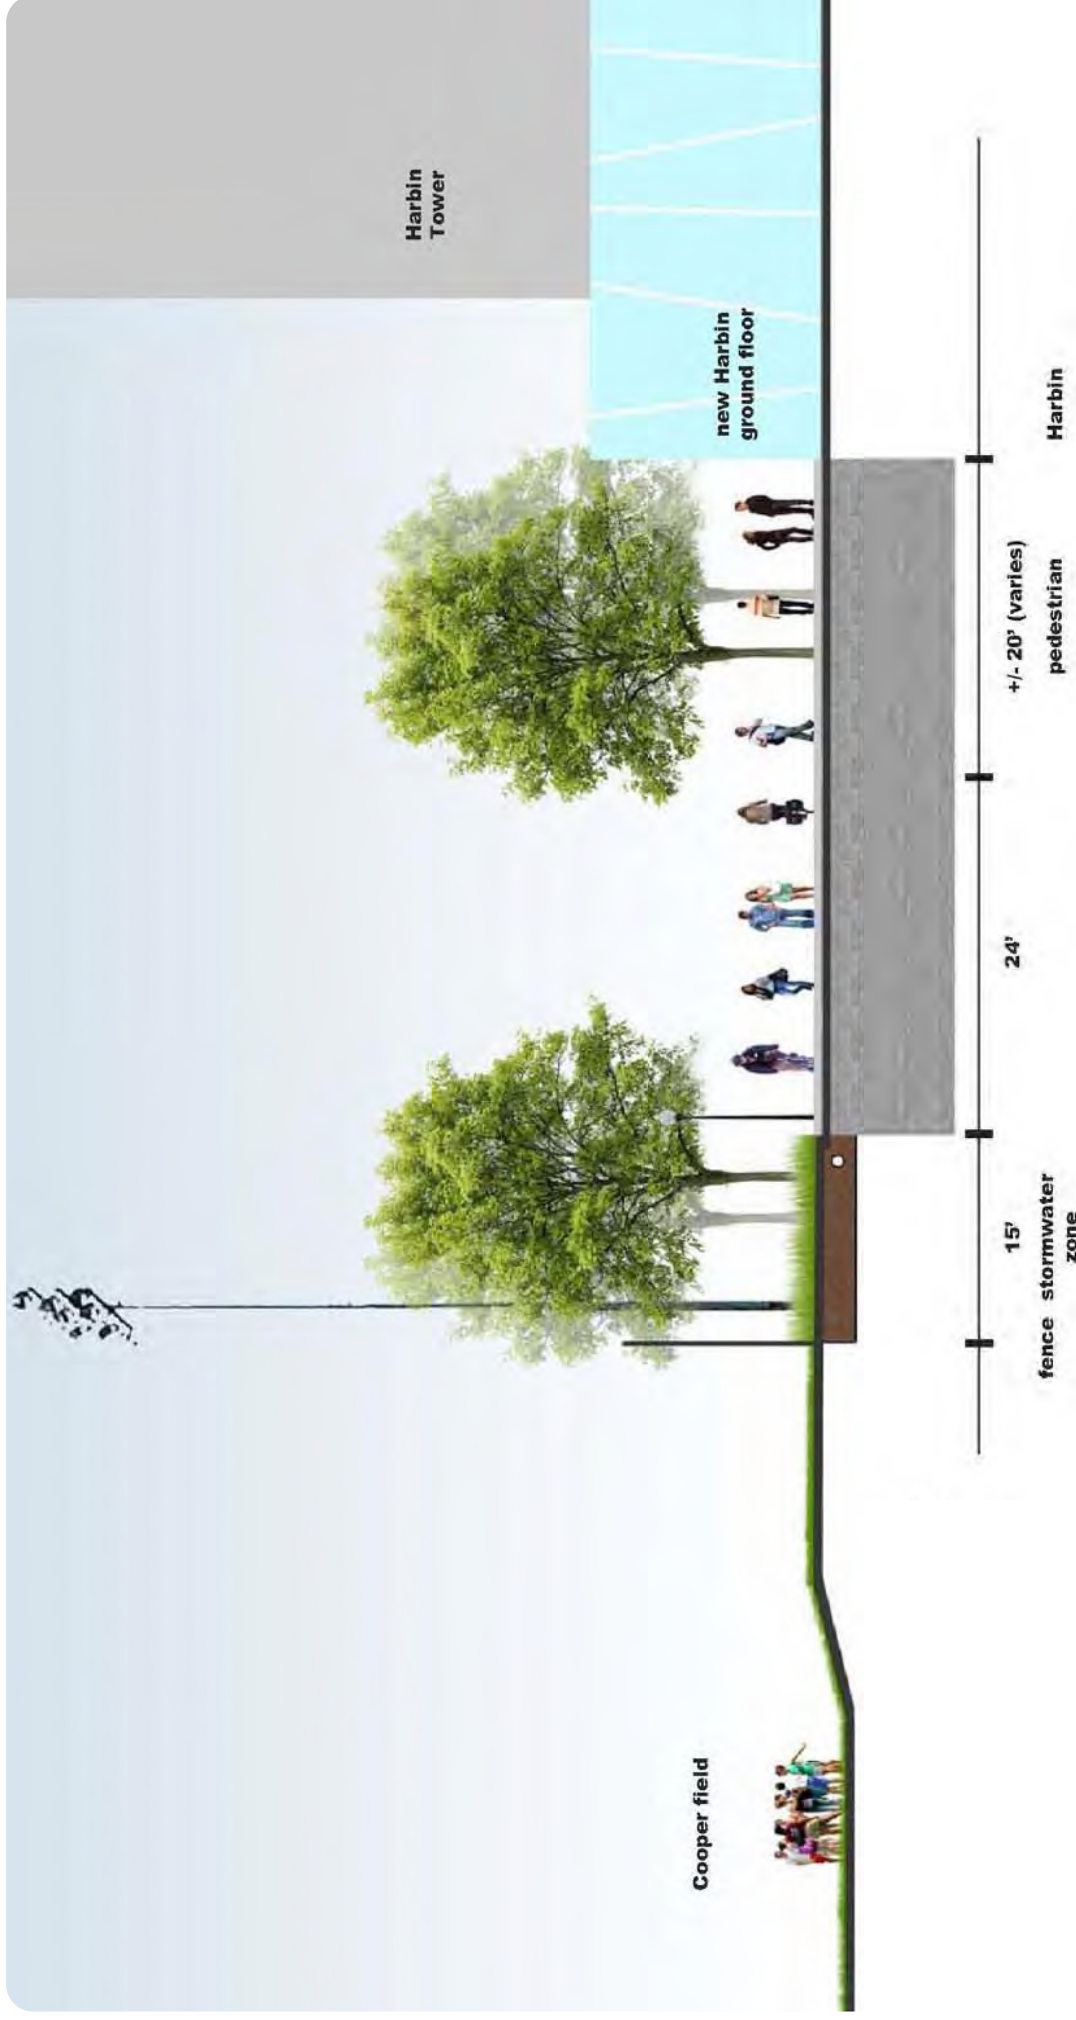 Harbin
Tower
new Harbin
ground floor
Cooper field
15'
24'
+/- 20' (varies)
fence stormwater
zone
pedestrian
Harbin